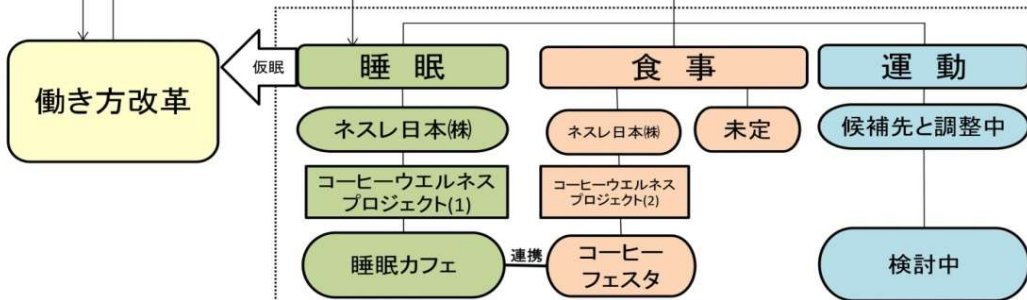 仮眠
睡 眠
食 事
運 動
働き方改革
ネスレ日本㈱
ネスレ日本㈱
未定
候補先と調整中
コーヒーウエルネス
プロジェクト(1)
コーヒーウエルネス
プロジェクト(2)
睡眠カフェ
連携
コーヒー
フェスタ
検討中